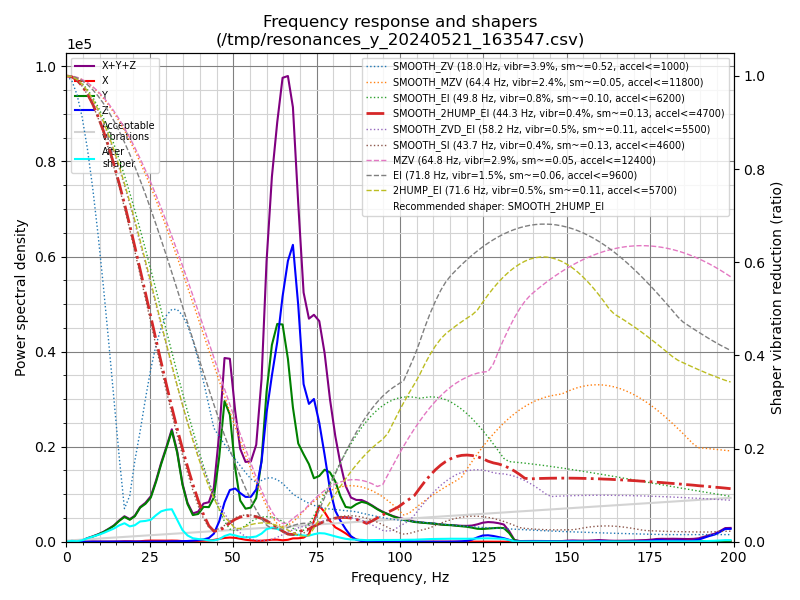 Frequency response and shapers
(/tmp/resonances_y_20240521_163547.csv)
1e5
X+Y+Z
X
Y
Z
Acceptable
vibrations
After
shaper
SMOOTH_ZV (18.0 Hz, vibr=3.9%, sm~=0.52, accel<=1000)
SMOOTH_MZV (64.4 Hz, vibr=2.4%, sm~=0.05, accel<=11800)
SMOOTH_EI (49.8 Hz, vibr=0.8%, sm~=0.10, accel<=6200)
SMOOTH_2HUMP_EI (44.3 Hz, vibr=0.4%, sm~=0.13, accel<=4700)
SMOOTH_ZVD_EI (58.2 Hz, vibr=0.5%, sm~=0.11, accel<=5500)
SMOOTH_SI (43.7 Hz, vibr=0.4%, sm~=0.13, accel<=4600)
MZV (64.8 Hz, vibr=2.9%, sm~=0.05, accel<=12400)
EI (71.8 Hz, vibr=1.5%, sm~=0.06, accel<=9600)
2HUMP_EI (71.6 Hz, vibr=0.5%, sm~=0.11, accel<=5700)
Recommended shaper: SMOOTH_2HUMP_EI
Power spectral density
1.0
0.8
0.6
0.4
0.2
0.0
Shaper vibration reduction (ratio)
1.0
0.8
0.6
0.4
0.2
0.0
0 25 50 75 100 125 150 175 200
Frequency, Hz